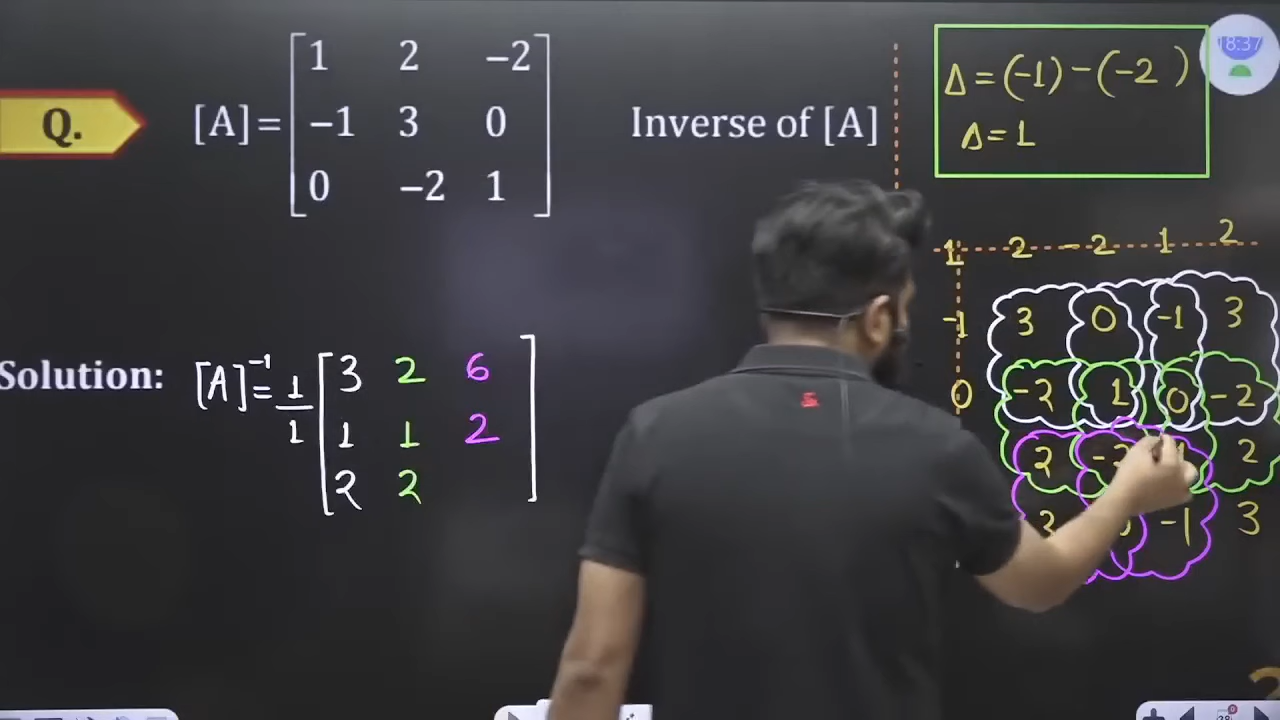 18:37
Δ = (-1) - (-2)
Δ = 1
Q.
[A] = [1 2 −2
−1 3 0
0 −2 1]
Inverse of [A]
1 2 -2 1 2
-1 3 0 -1 3
0 -2 1 0 -2
2 2
-1 3
Solution:
[A]⁻¹ = 1/1 [3 2 6
1 1 2
2 2 ]